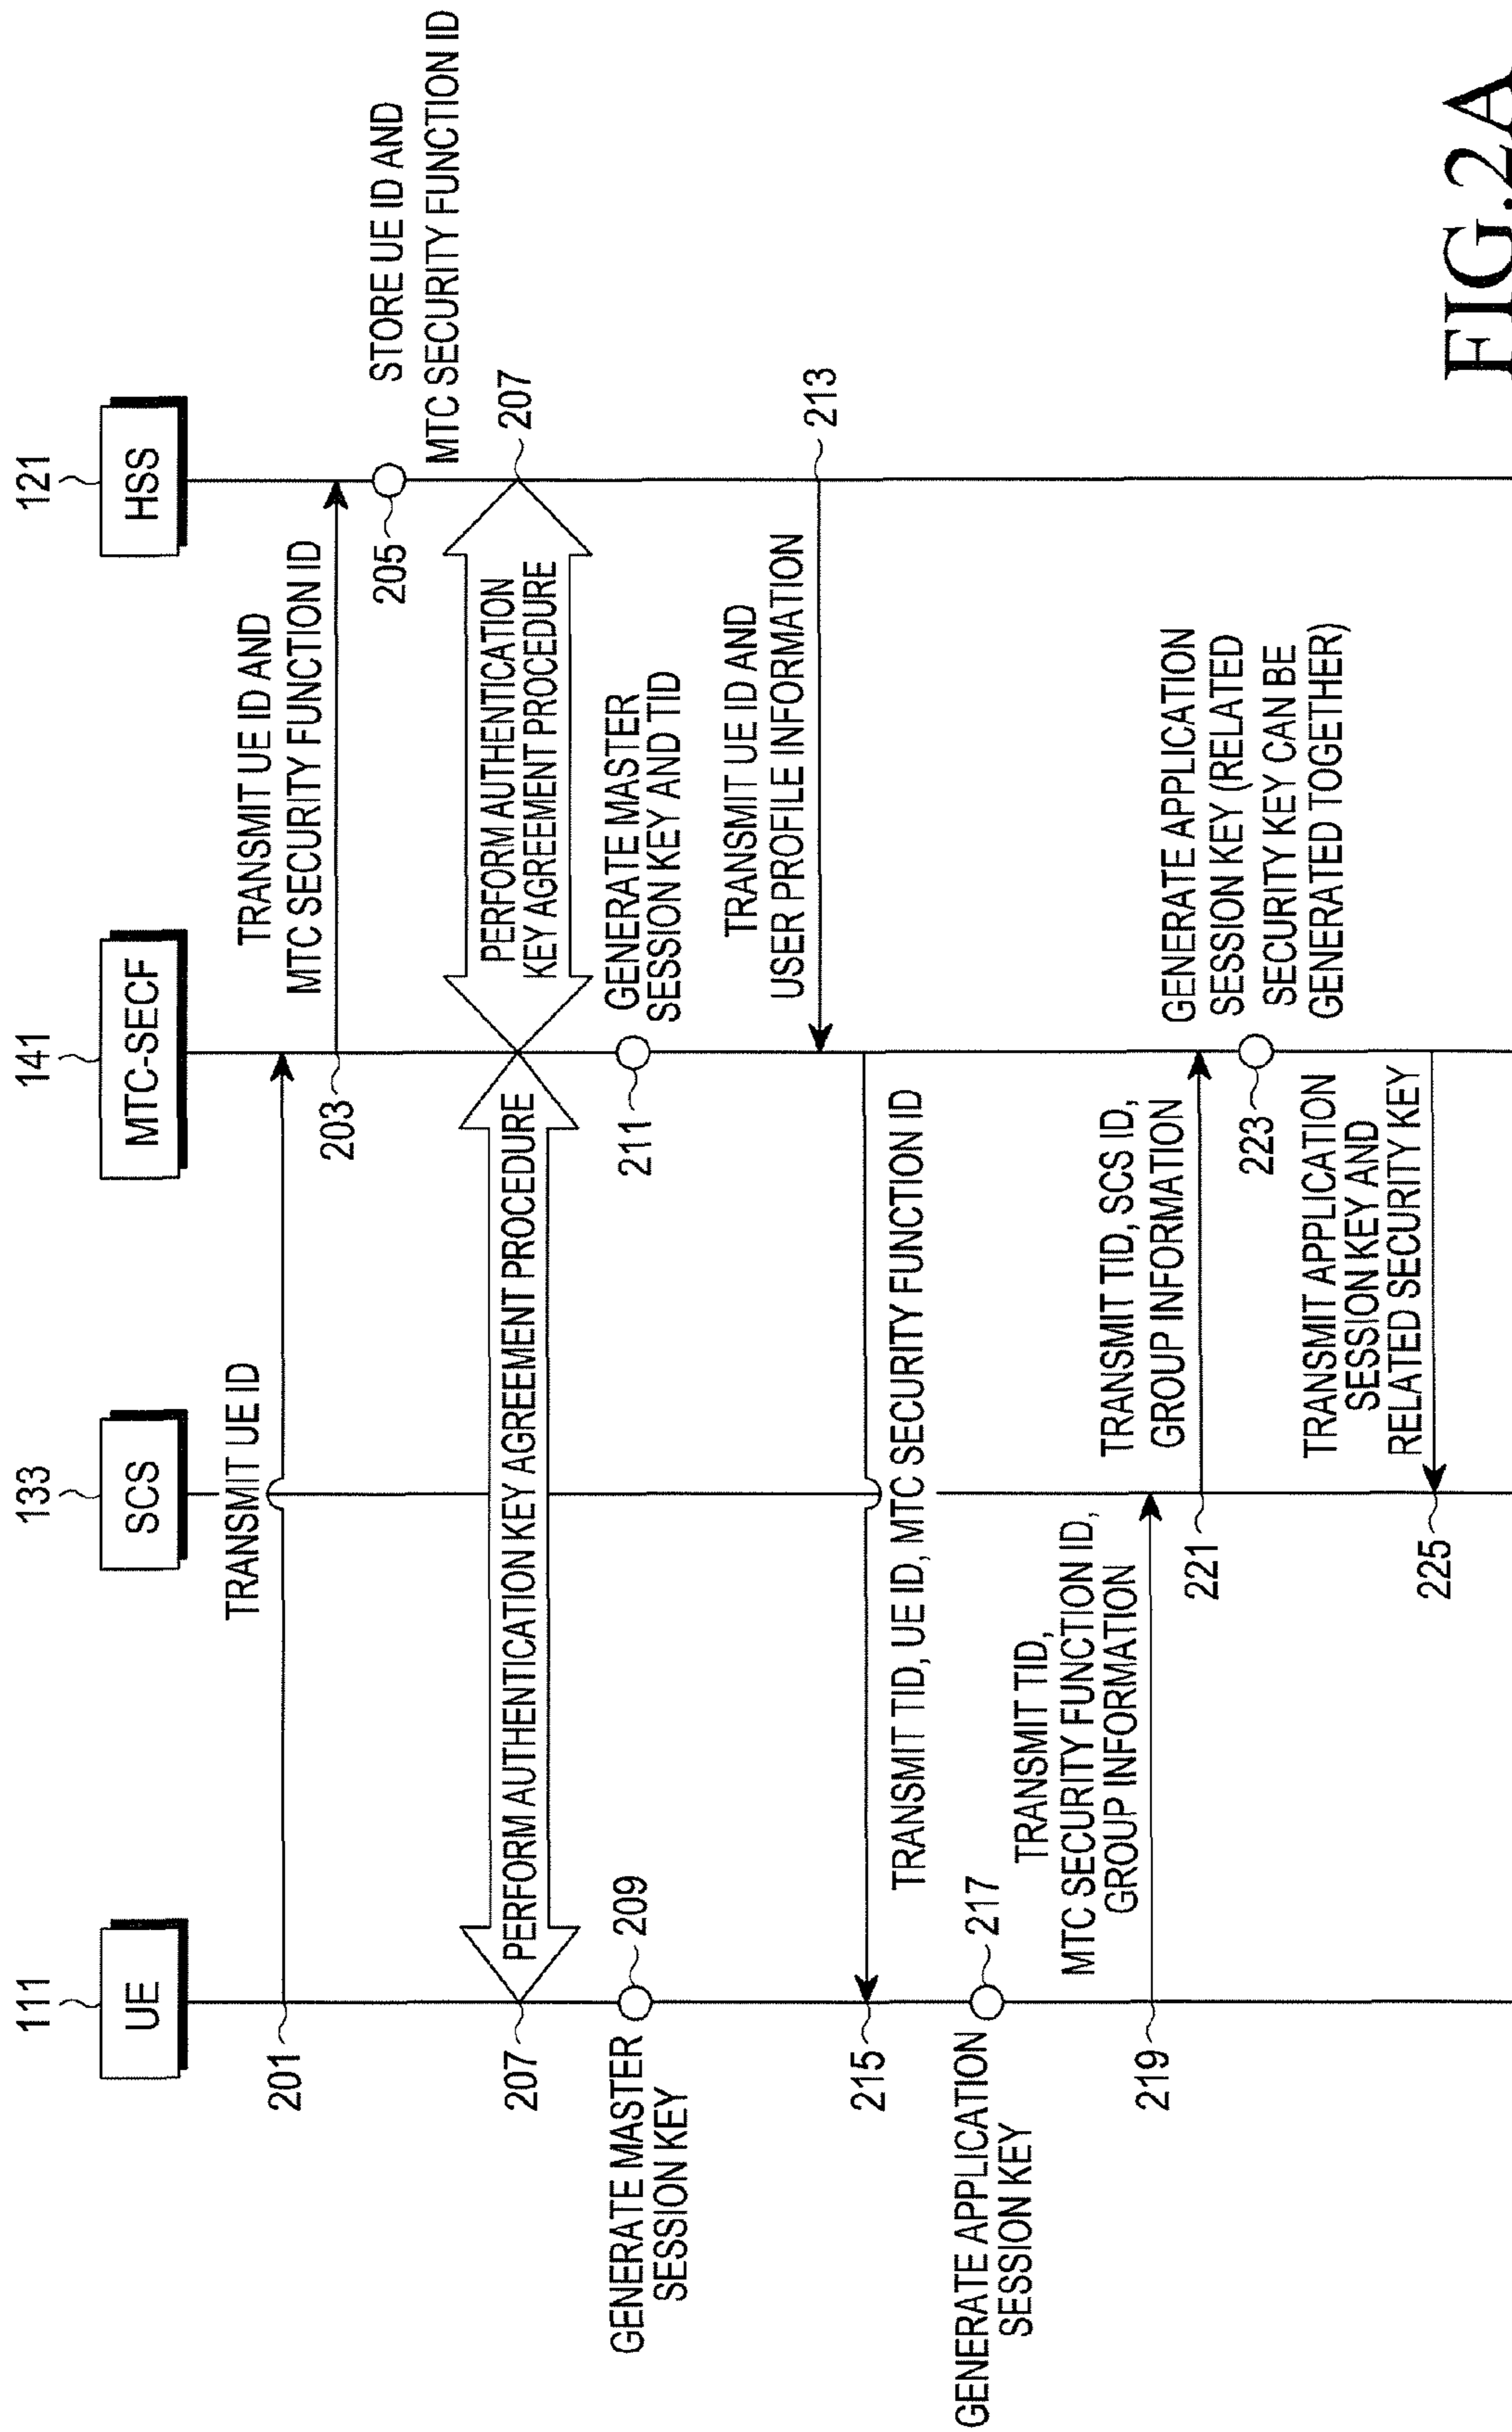 111
UE
133
SCS
141
MTC-SECF
121
HSS
TRANSMIT UE ID
201
TRANSMIT UE ID AND
MTC SECURITY FUNCTION ID
203
STORE UE ID AND
MTC SECURITY FUNCTION ID
205
PERFORM AUTHENTICATION KEY AGREEMENT PROCEDURE
207
PERFORM AUTHENTICATION
KEY AGREEMENT PROCEDURE
207
GENERATE MASTER
SESSION KEY
209
GENERATE MASTER
SESSION KEY AND TID
211
TRANSMIT UE ID AND
USER PROFILE INFORMATION
213
TRANSMIT TID, UE ID, MTC SECURITY FUNCTION ID
215
GENERATE APPLICATION
SESSION KEY
217
TRANSMIT TID,
MTC SECURITY FUNCTION ID,
GROUP INFORMATION
219
TRANSMIT TID, SCS ID,
GROUP INFORMATION
221
GENERATE APPLICATION
SESSION KEY (RELATED
SECURITY KEY CAN BE
GENERATED TOGETHER)
223
TRANSMIT APPLICATION
SESSION KEY AND
RELATED SECURITY KEY
225
FIG.2A